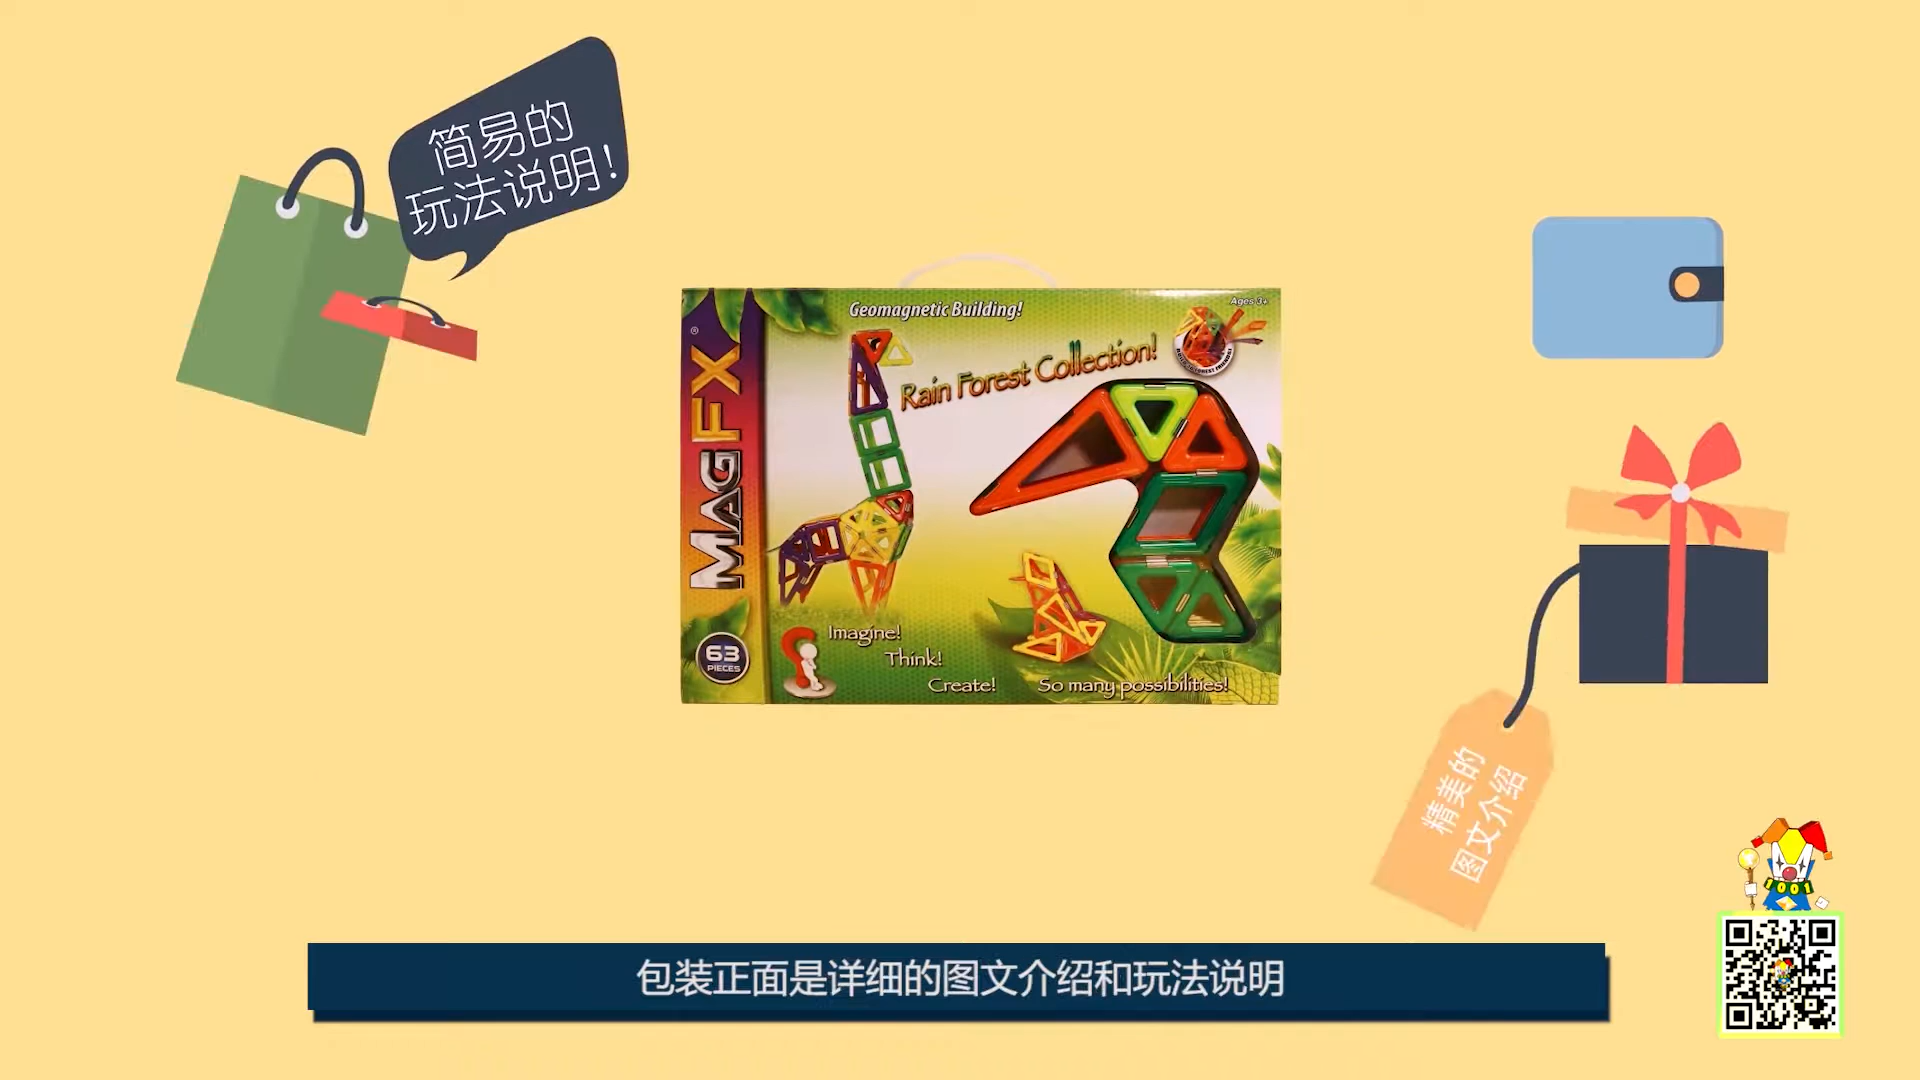 简易的
玩法说明!
Geomagnetic Building!
Ages 3+
Rain Forest Collection!
MAGFX
®
63
PIECES
Imagine!
Think!
Create!
So many possibilities!
精美的
图文介绍
1001
包装正面是详细的图文介绍和玩法说明